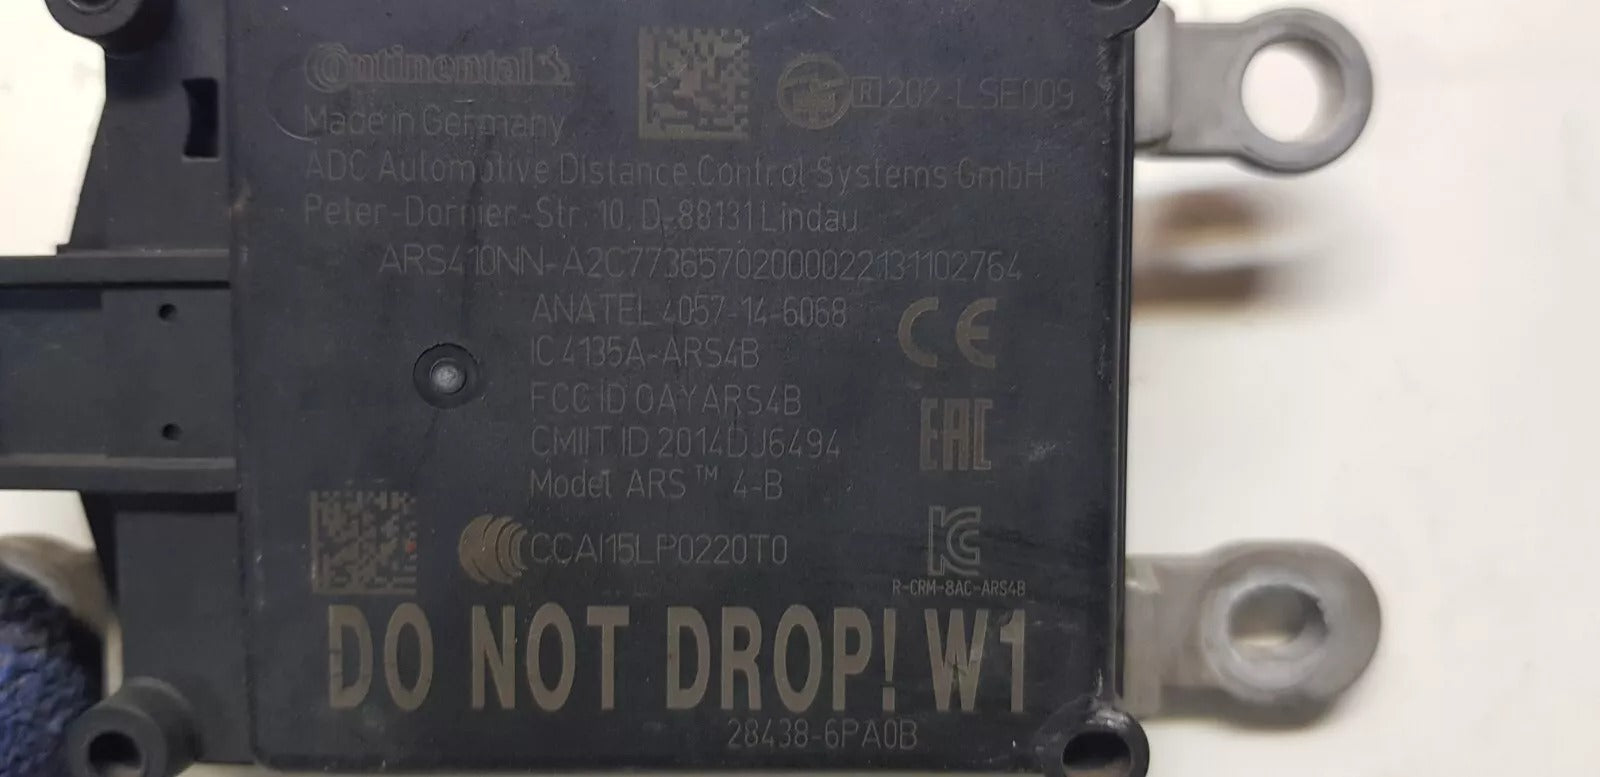 Continental
Made in Germany
R 202-LSE009
ADC Automotive Distance Control Systems GmbH
Peter-Dornier-Str. 10, D-88131 Lindau
ARS410NN-A2C7736570200002213110​2764
ANATEL 4057-14-6068
IC 4135A-ARS4B
FCC ID OAYARS4B
CMIIT ID 2014DJ6494
Model ARS™ 4-B
CE
EAC
CCAI15LP0220T0
R-CRM-8AC-ARS4B
DO NOT DROP! W1
28438-6PA0B